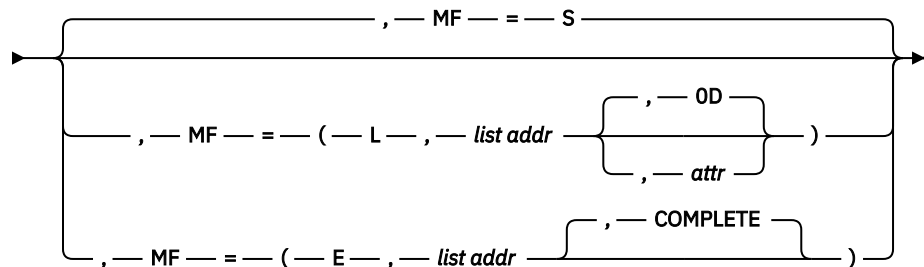 , MF = S
, 0D
, MF = ( L , list addr )
, attr
, COMPLETE
, MF = ( E , list addr )